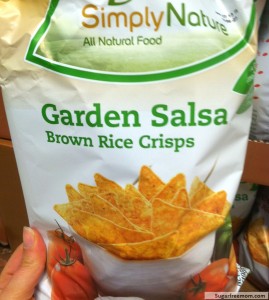 SimplyNature
All Natural Food
Garden Salsa
Brown Rice Crisps
Sugarfreemom.com